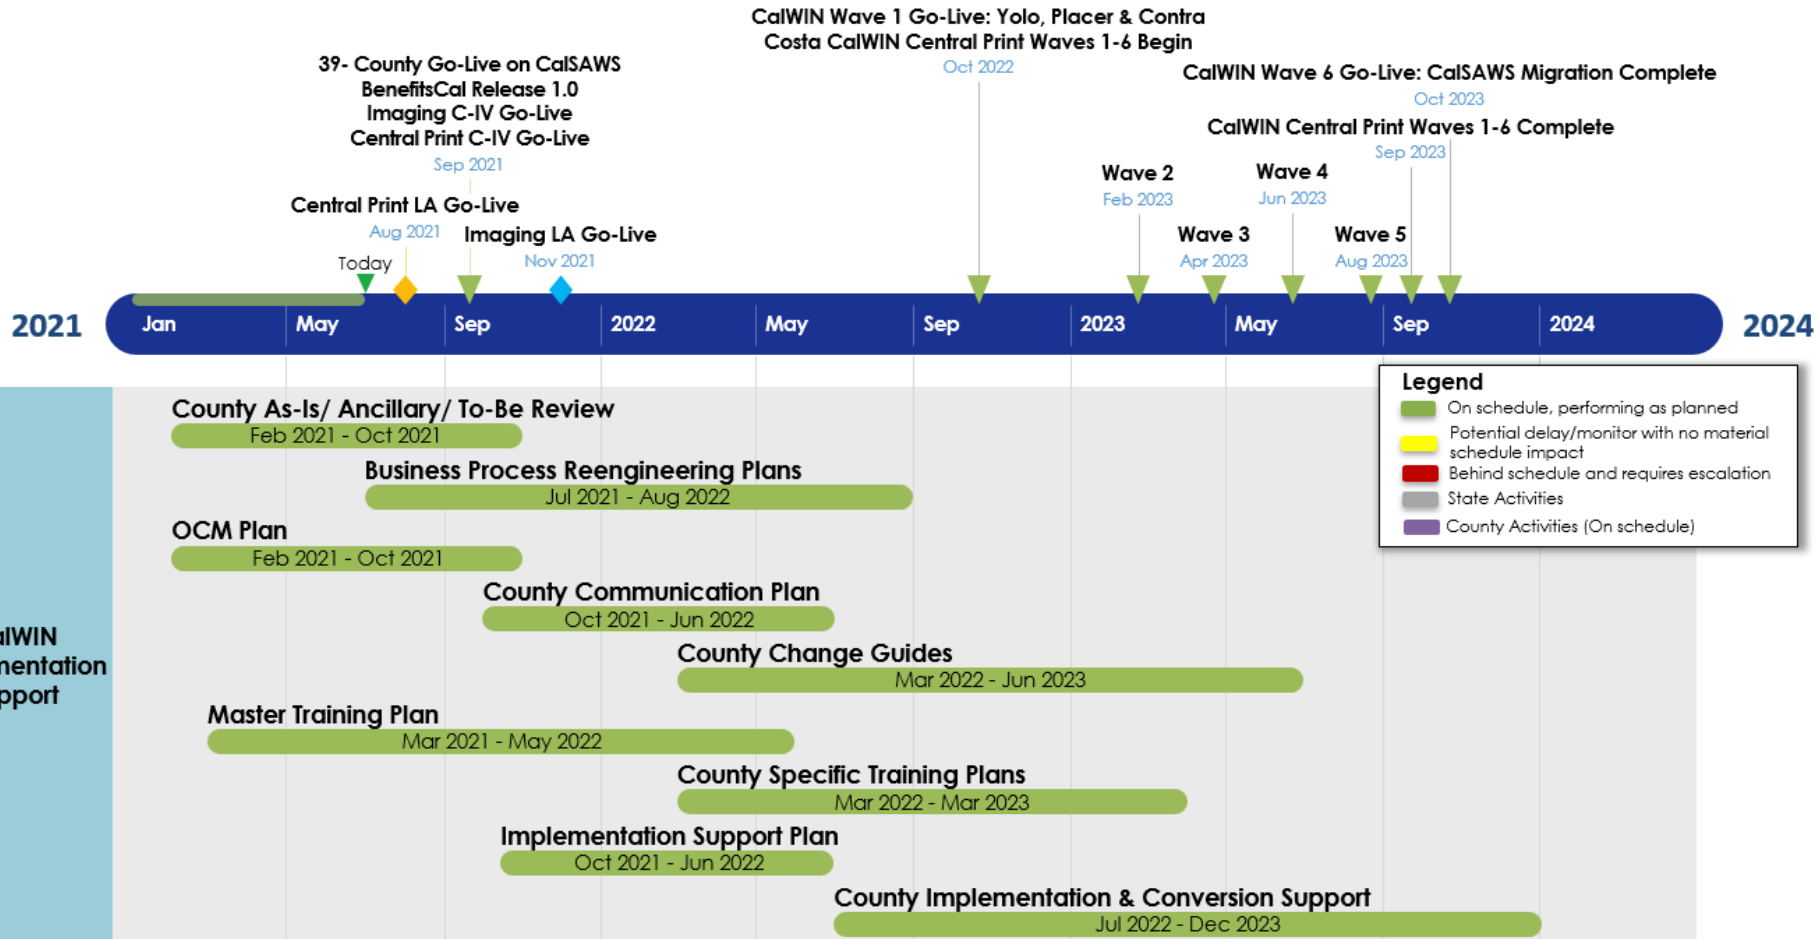 CalWIN Wave 1 Go-Live: Yolo, Placer & Contra
Costa CalWIN Central Print Waves 1-6 Begin
Oct 2022
39- County Go-Live on CalSAWS
BenefitsCal Release 1.0
Imaging C-IV Go-Live
Central Print C-IV Go-Live
Sep 2021
CalWIN Wave 6 Go-Live: CalSAWS Migration Complete
Oct 2023
CalWIN Central Print Waves 1-6 Complete
Sep 2023
Wave 2
Feb 2023
Wave 4
Jun 2023
Central Print LA Go-Live
Aug 2021
Imaging LA Go-Live
Nov 2021
Wave 3
Apr 2023
Wave 5
Aug 2023
Today
2021
Jan
May
Sep
2022
May
Sep
2023
May
Sep
2024
2024
Legend
On schedule, performing as planned
Potential delay/monitor with no material
schedule impact
Behind schedule and requires escalation
State Activities
County Activities (On schedule)
alWIN
mentation
pport
County As-Is/ Ancillary/ To-Be Review
Feb 2021 - Oct 2021
Business Process Reengineering Plans
Jul 2021 - Aug 2022
OCM Plan
Feb 2021 - Oct 2021
County Communication Plan
Oct 2021 - Jun 2022
County Change Guides
Mar 2022 - Jun 2023
Master Training Plan
Mar 2021 - May 2022
County Specific Training Plans
Mar 2022 - Mar 2023
Implementation Support Plan
Oct 2021 - Jun 2022
County Implementation & Conversion Support
Jul 2022 - Dec 2023